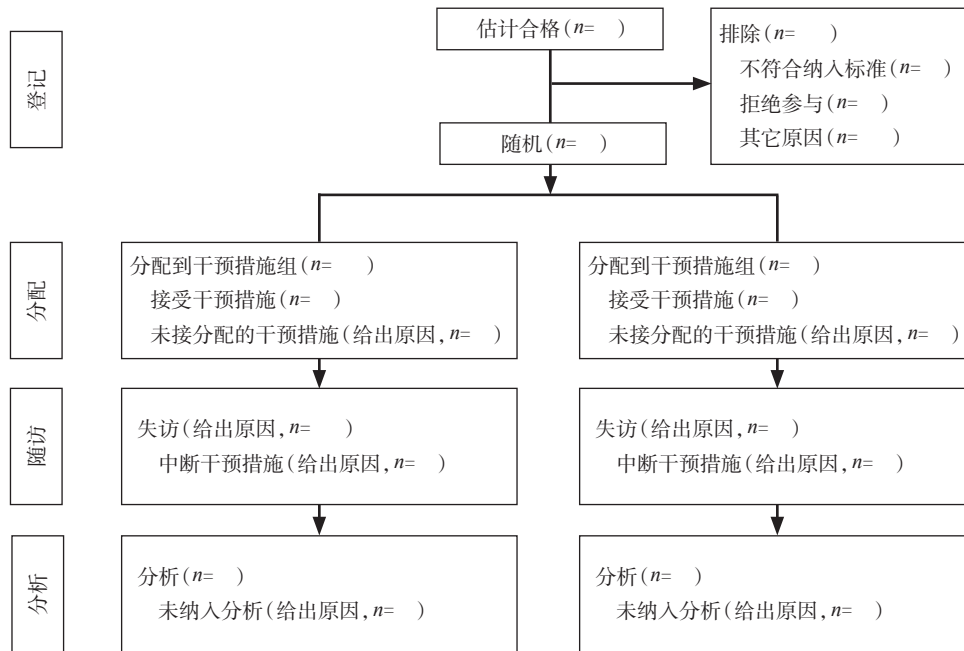 登记
估计合格(n= )
排除(n= )
不符合纳入标准(n= )
拒绝参与(n= )
其它原因(n= )
随机(n= )
分配
分配到干预措施组(n= )
接受干预措施(n= )
未接分配的干预措施(给出原因,n= )
分配到干预措施组(n= )
接受干预措施(n= )
未接分配的干预措施(给出原因,n= )
随访
失访(给出原因,n= )
中断干预措施(给出原因,n= )
失访(给出原因,n= )
中断干预措施(给出原因,n= )
分析
分析(n= )
未纳入分析(给出原因,n= )
分析(n= )
未纳入分析(给出原因,n= )